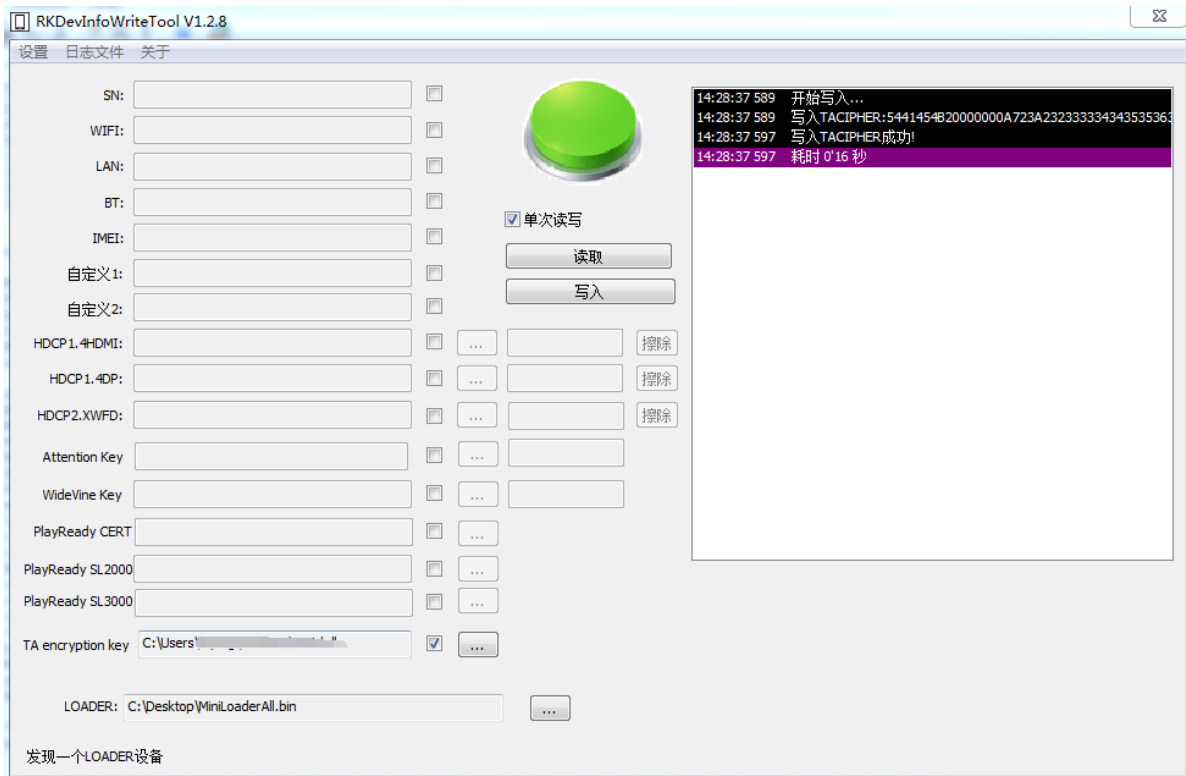 RKDevInfoWriteTool V1.2.8
设置 日志文件 关于
SN:
WIFI:
LAN:
BT:
IMEI:
自定义1:
自定义2:
HDCP1.4HDMI: ... 擦除
HDCP1.4DP: ... 擦除
HDCP2.XWFD: ... 擦除
Attention Key ...
WideVine Key ...
PlayReady CERT ...
PlayReady SL2000 ...
PlayReady SL3000 ...
TA encryption key C:\Users\ ...
LOADER: C:\Desktop\MiniLoaderAll.bin ...
发现一个LOADER设备
单次读写
读取
写入
14:28:37 589 开始写入...
14:28:37 589 写入TACIPHER:5441454B20000000A723A232333334343535363
14:28:37 597 写入TACIPHER成功!
14:28:37 597 耗时 0'16 秒